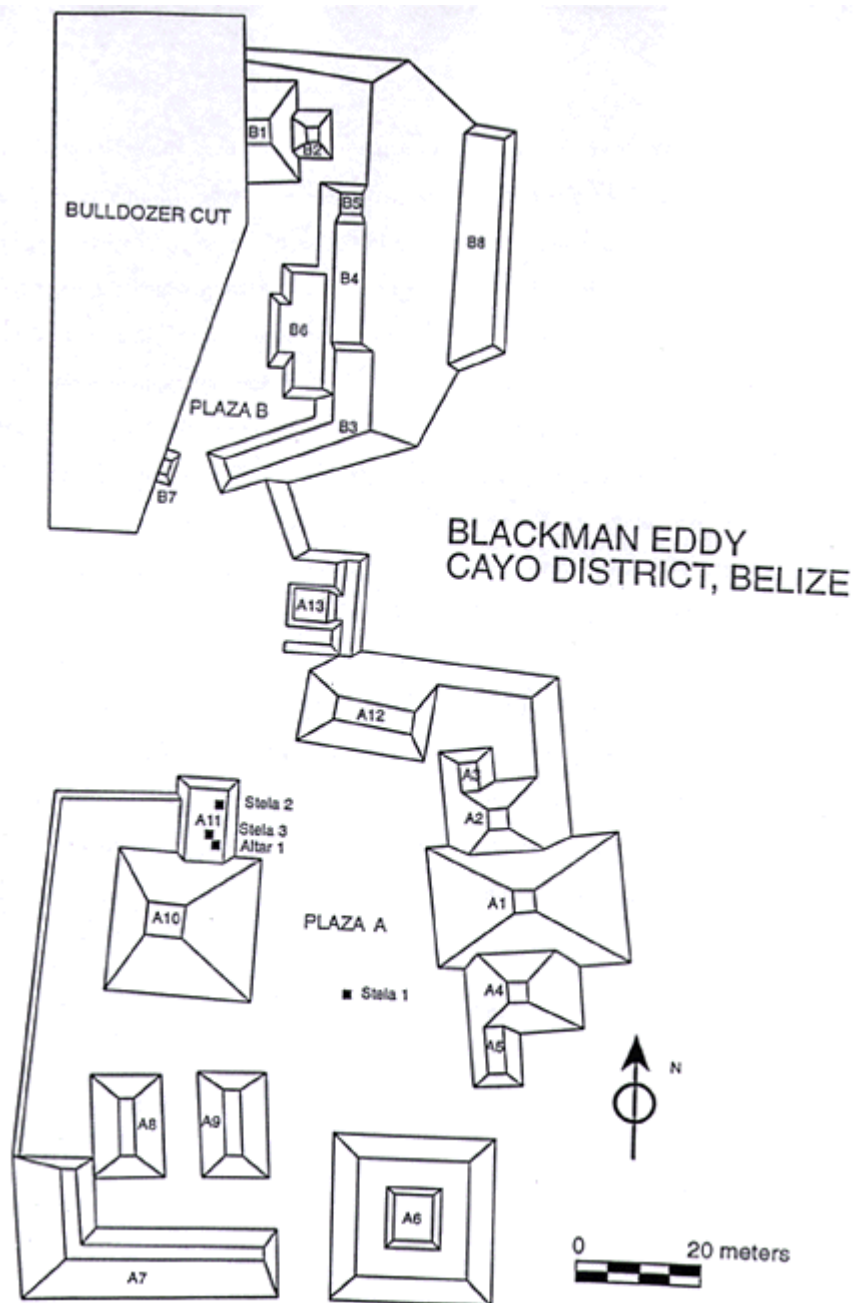 B1
B2
BULLDOZER CUT
B5
B4
B8
B6
PLAZA B
B3
B7
BLACKMAN EDDY
CAYO DISTRICT, BELIZE
A13
A12
A3
Stela 2
A11
A2
Stela 3
Altar 1
A1
A10
PLAZA A
A4
Stela 1
A5
N
A8
A9
A6
0 20 meters
A7